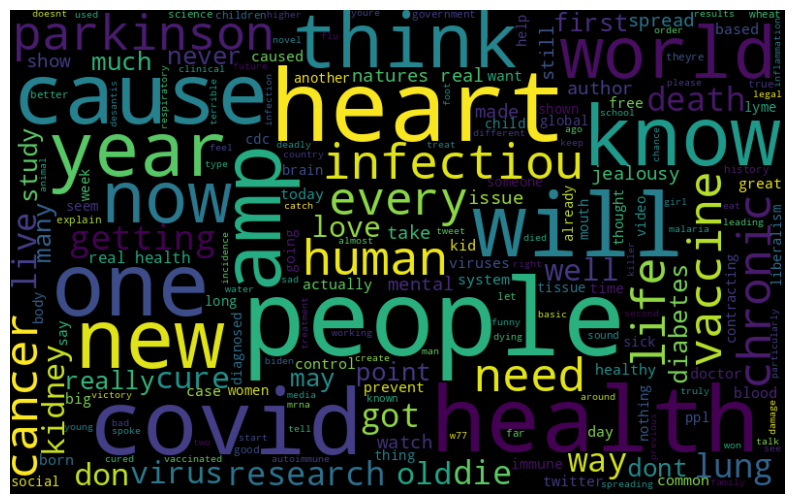 doesnt used science children higher youre government results wheat
parkinson think first spread based order theyre
show much never caused novel flu help still world inflammation
desantis clinical future natures real want author true
cause better respiratory terrible another heart made shown free death please legal
year infection deadly foot child global know lyme
study many week type feel cdc brain infectiou different treat ago keep school chance
animal now country today someone jealousy history great
live seem amp every issue already mouth thought video girl eat leading
explain getting love take catch died malaria vaccine chronic
real health incidence going human kid will liberalism
body one long water actually viruses almost tweet right well killer life contracting
sad mental system tissue time diabetes particularly
say new diagnosed treatment people let funny sound basic second
cancer kidney working dying sick healthy doctor
really cure biden control create man need nothing blood
big victory case women may prevent point around truly damage
covid media known health ppl
young bad spoke mrna tell got watch w77 far day previous won talk
born two start good thing immune way dont common see
social don cured vaccinated autoimmune virus research old die twitter spreading family lung